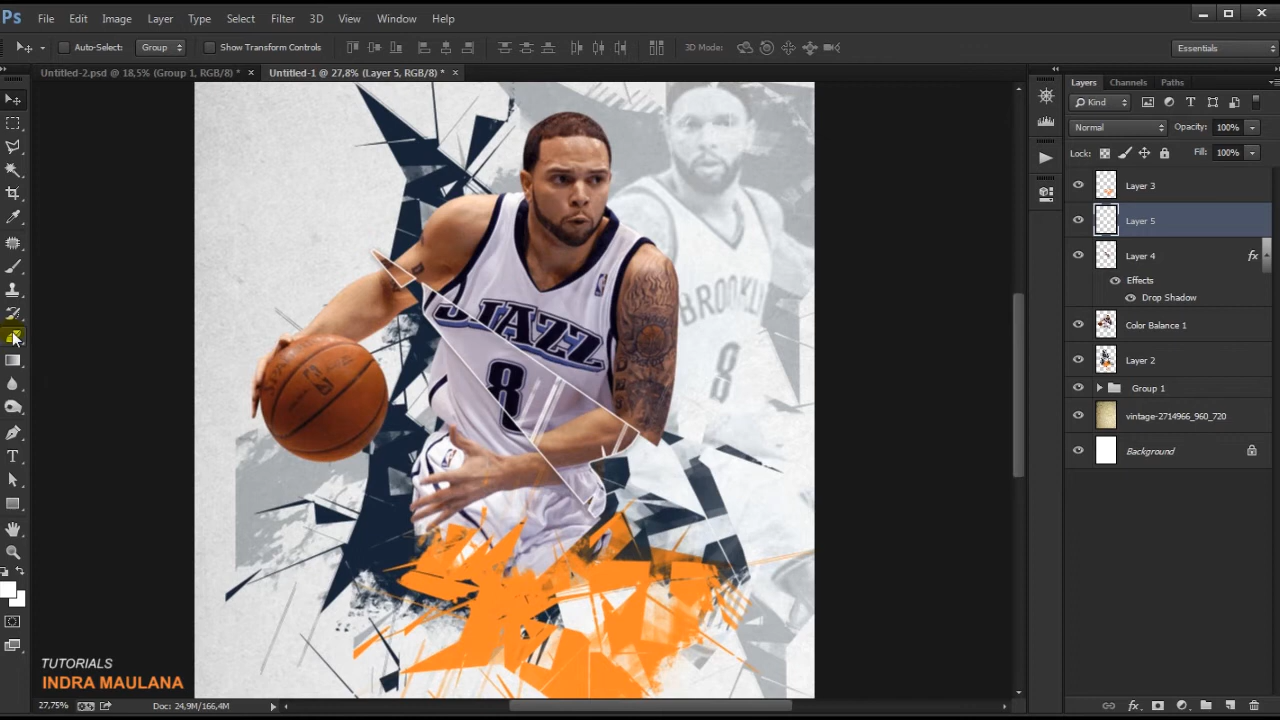 Ps File Edit Image Layer Type Select Filter 3D View Window Help
Auto-Select: Group Show Transform Controls 3D Mode: Essentials
Untitled-2.psd @ 18,5% (Group 1, RGB/8) * × Untitled-1 @ 27,8% (Layer 5, RGB/8) * ×
Layers Channels Paths
Kind
Normal Opacity: 100%
Lock: Fill: 100%
Layer 3
Layer 5
Layer 4 fx
Effects
Drop Shadow
Color Balance 1
Layer 2
Group 1
vintage-2714966_960_720
Background
BROOKLY
8
JAZZ
8
TUTORIALS
INDRA MAULANA
27,75% Doc: 24,9M/166,4M